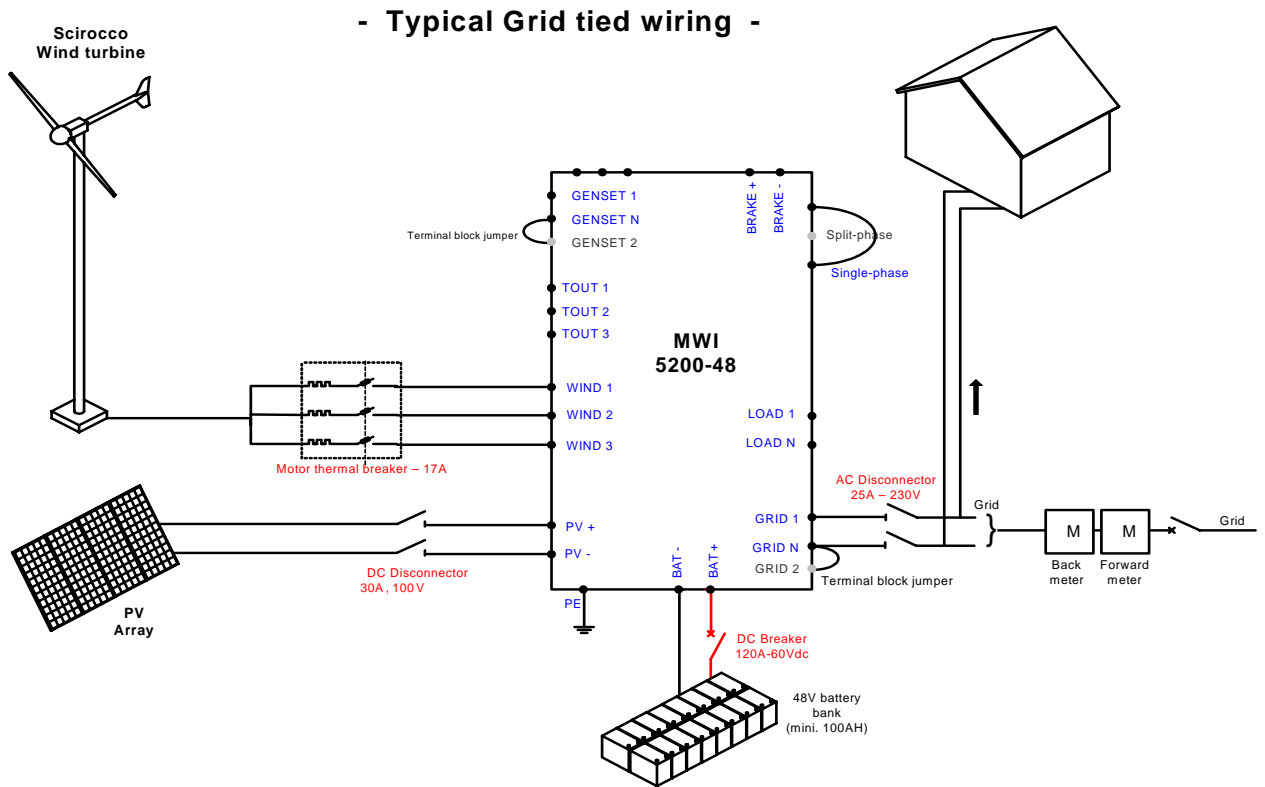 - Typical Grid tied wiring -
Scirocco
Wind turbine
GENSET 1
GENSET N
GENSET 2
Terminal block jumper
BRAKE +
BRAKE -
Split-phase
Single-phase
TOUT 1
TOUT 2
TOUT 3
MWI
5200-48
WIND 1
WIND 2
WIND 3
Motor thermal breaker – 17A
LOAD 1
LOAD N
AC Disconnector
25A – 230V
PV +
PV -
DC Disconnector
30A, 100V
PV
Array
GRID 1
GRID N
GRID 2
Terminal block jumper
Grid
M
M
Back
meter
Forward
meter
Grid
BAT -
BAT +
PE
DC Breaker
120A-60Vdc
48V battery
bank
(mini. 100AH)